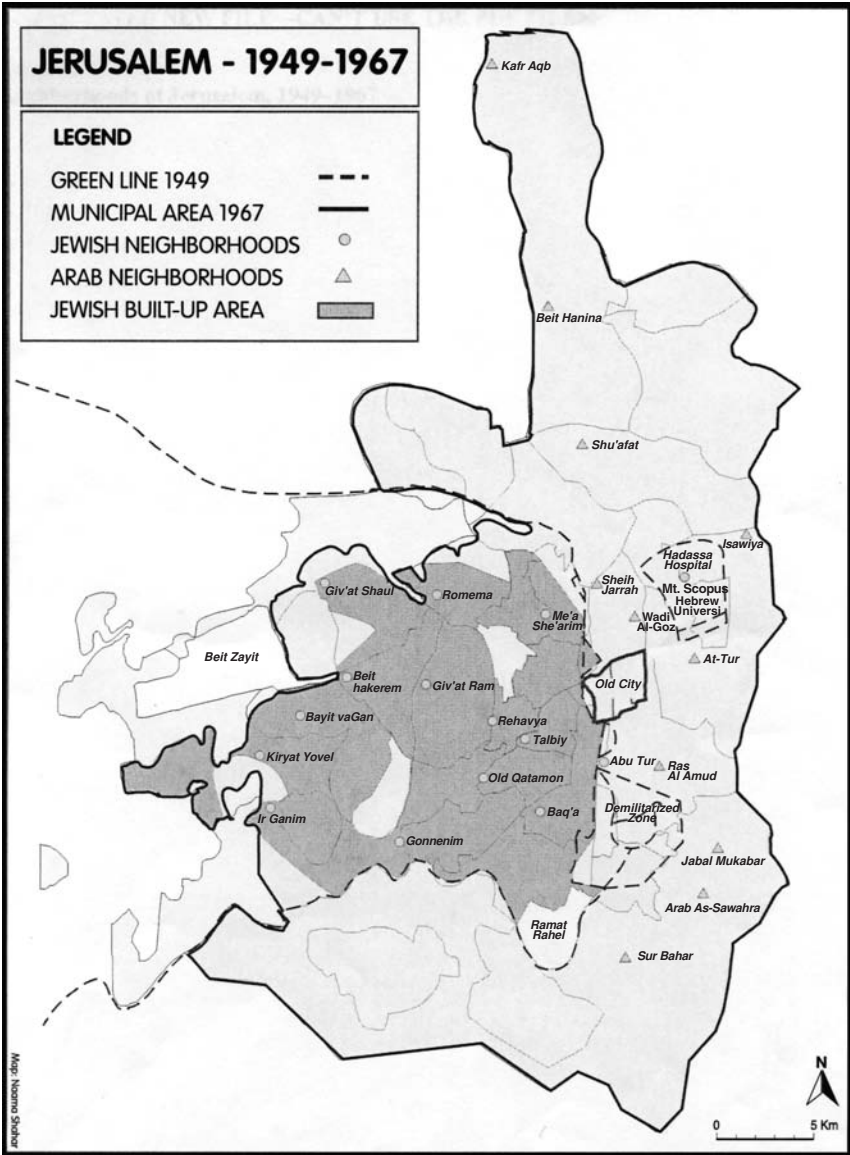 JERUSALEM - 1949-1967
LEGEND
GREEN LINE 1949
MUNICIPAL AREA 1967
JEWISH NEIGHBORHOODS
ARAB NEIGHBORHOODS
JEWISH BUILT-UP AREA
Kafr Aqb
Beit Hanina
Shu'afat
Isawiya
Hadassa
Hospital
Sheih
Jarrah
Mt. Scopus
Hebrew
Universi
Giv'at Shaul
Romema
Me'a
She'arim
Wadi
Al-Goz
Beit Zayit
At-Tur
Beit
hakerem
Giv'at Ram
Old City
Bayit vaGan
Rehavya
Talbiy
Kiryat Yovel
Abu Tur
Ras
Al Amud
Old Qatamon
Ir Ganim
Baq'a
Demilitarized
Zone
Gonnenim
Jabal Mukabar
Arab As-Sawahra
Ramat
Rahel
Sur Bahar
N
0 5 Km
Map: Naama Shahar